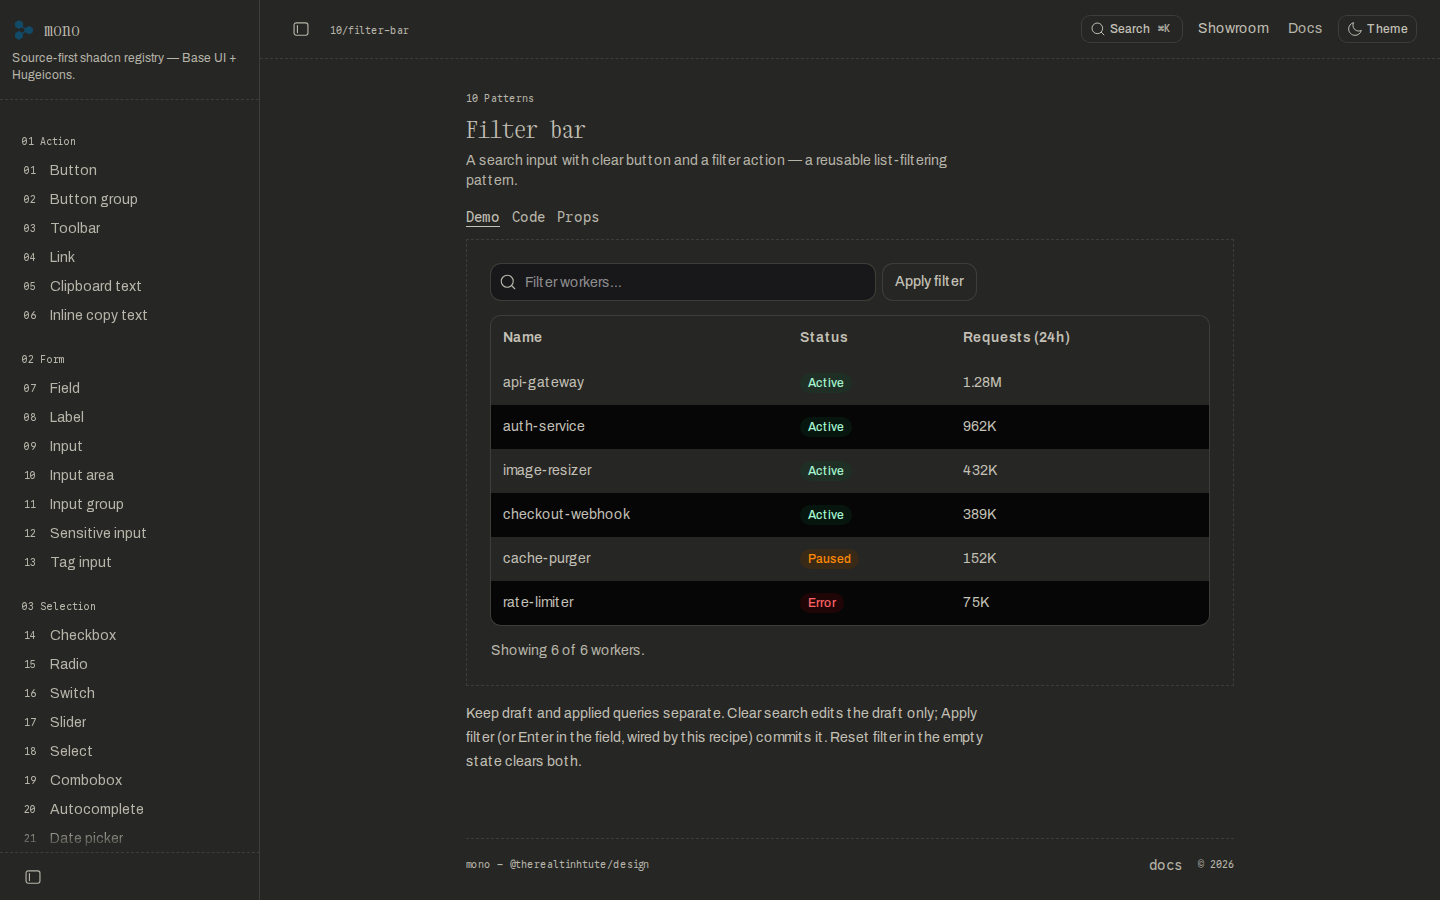 mono
Source-first shadcn registry — Base UI +
Hugeicons.
01 Action
01 Button
02 Button group
03 Toolbar
04 Link
05 Clipboard text
06 Inline copy text
02 Form
07 Field
08 Label
09 Input
10 Input area
11 Input group
12 Sensitive input
13 Tag input
03 Selection
14 Checkbox
15 Radio
16 Switch
17 Slider
18 Select
19 Combobox
20 Autocomplete
21 Date picker
10/filter-bar
Search ⌘K
Showroom
Docs
Theme
10 Patterns
Filter bar
A search input with clear button and a filter action — a reusable list-filtering
pattern.
Demo Code Props
Filter workers...
Apply filter
Name Status Requests (24h)
api-gateway Active 1.28M
auth-service Active 962K
image-resizer Active 432K
checkout-webhook Active 389K
cache-purger Paused 152K
rate-limiter Error 75K
Showing 6 of 6 workers.
Keep draft and applied queries separate. Clear search edits the draft only; Apply
filter (or Enter in the field, wired by this recipe) commits it. Reset filter in the empty
state clears both.
mono — @therealtinhtute/design
docs © 2026